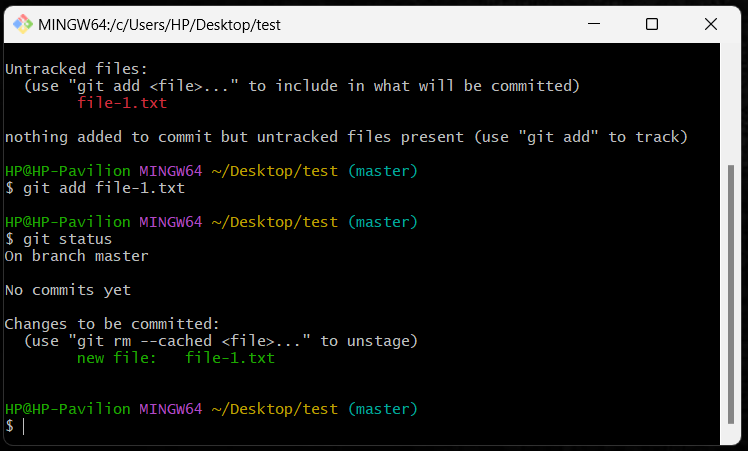 MINGW64:/c/Users/HP/Desktop/test
Untracked files:
  (use "git add <file>..." to include in what will be committed)
        file-1.txt
nothing added to commit but untracked files present (use "git add" to track)
HP@HP-Pavilion MINGW64 ~/Desktop/test (master)
$ git add file-1.txt
HP@HP-Pavilion MINGW64 ~/Desktop/test (master)
$ git status
On branch master
No commits yet
Changes to be committed:
  (use "git rm --cached <file>..." to unstage)
        new file:   file-1.txt
HP@HP-Pavilion MINGW64 ~/Desktop/test (master)
$